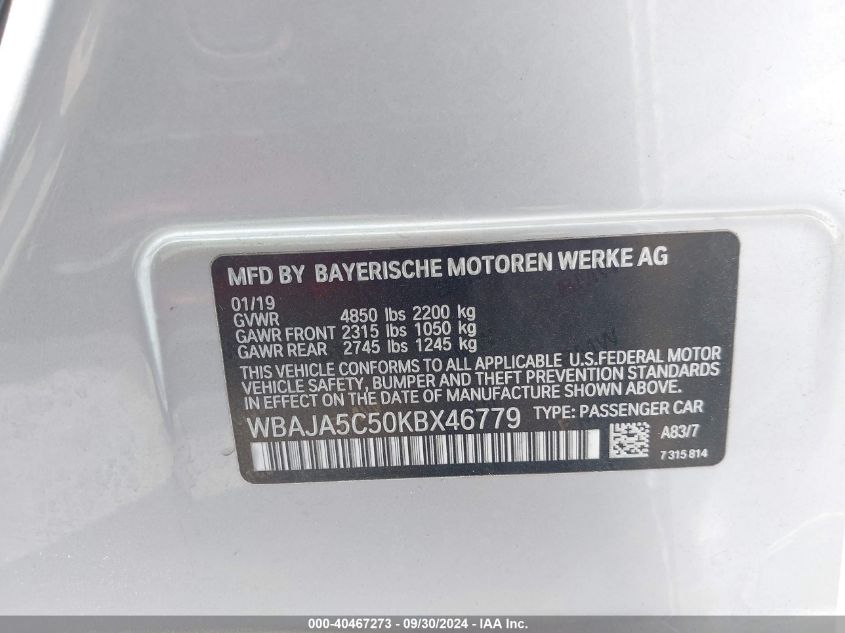 MFD BY BAYERISCHE MOTOREN WERKE AG
01/19
GVWR 4850 lbs 2200 kg
GAWR FRONT 2315 lbs 1050 kg
GAWR REAR 2745 lbs 1245 kg
THIS VEHICLE CONFORMS TO ALL APPLICABLE U.S.FEDERAL MOTOR
VEHICLE SAFETY, BUMPER AND THEFT PREVENTION STANDARDS
IN EFFECT ON THE DATE OF MANUFACTURE SHOWN ABOVE.
WBAJA5C50KBX46779 TYPE: PASSENGER CAR
A83/7
7 315 814
000-40467273 - 09/30/2024 - IAA Inc.